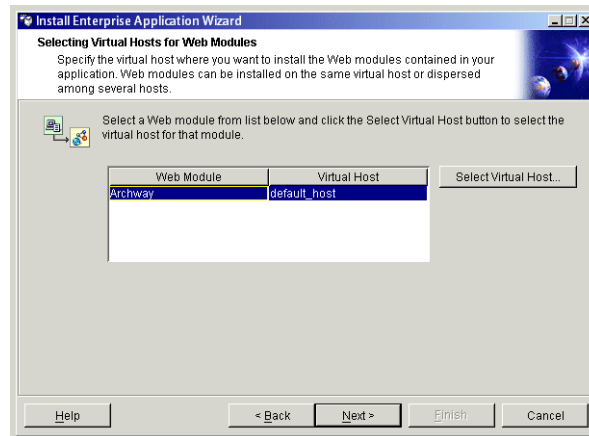 Install Enterprise Application Wizard
Selecting Virtual Hosts for Web Modules
Specify the virtual host where you want to install the Web modules contained in your
application. Web modules can be installed on the same virtual host or dispersed
among several hosts.
Select a Web module from list below and click the Select Virtual Host button to select the
virtual host for that module.
Web Module Virtual Host
Select Virtual Host...
Archway default_host
Help < Back Next > Finish Cancel